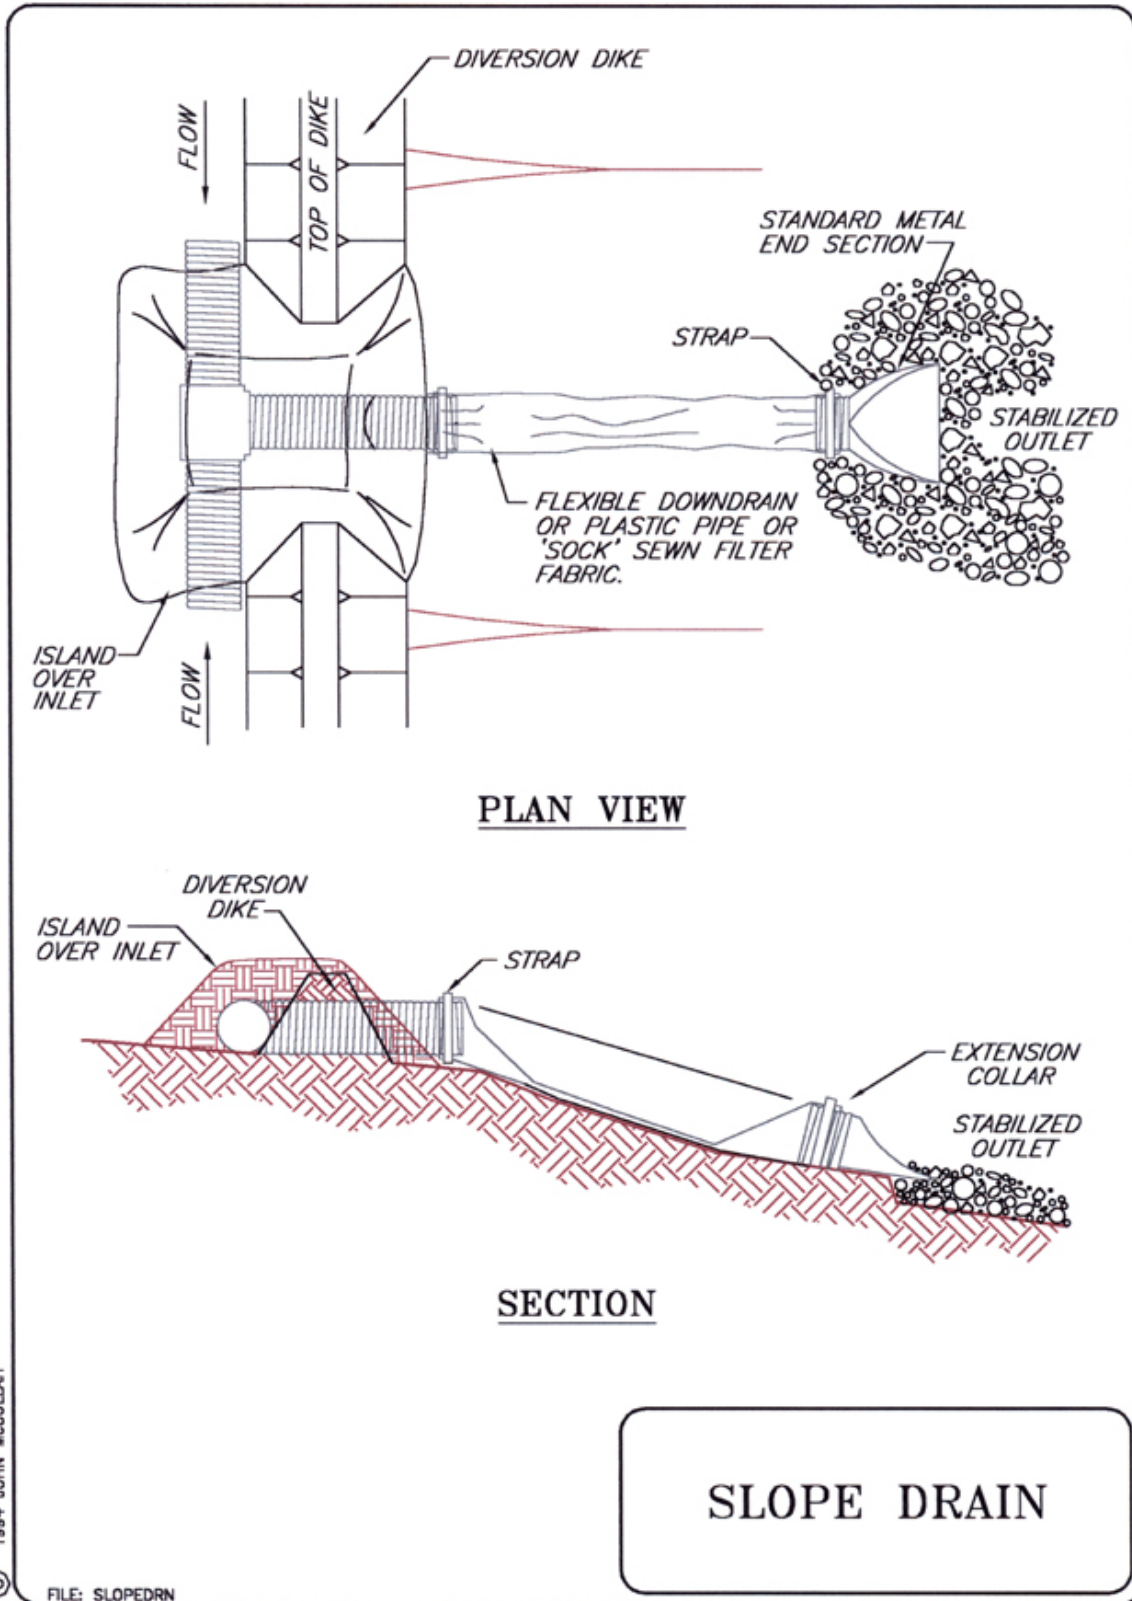 DIVERSION DIKE
FLOW
TOP OF DIKE
STANDARD METAL
END SECTION
STRAP
STABILIZED
OUTLET
FLEXIBLE DOWNDRAIN
OR PLASTIC PIPE OR
'SOCK' SEWN FILTER
FABRIC.
ISLAND
OVER
INLET
FLOW
PLAN VIEW
DIVERSION
DIKE
ISLAND
OVER INLET
STRAP
EXTENSION
COLLAR
STABILIZED
OUTLET
SECTION
SLOPE DRAIN
© 1994 JOHN
FILE: SLOPEDRN